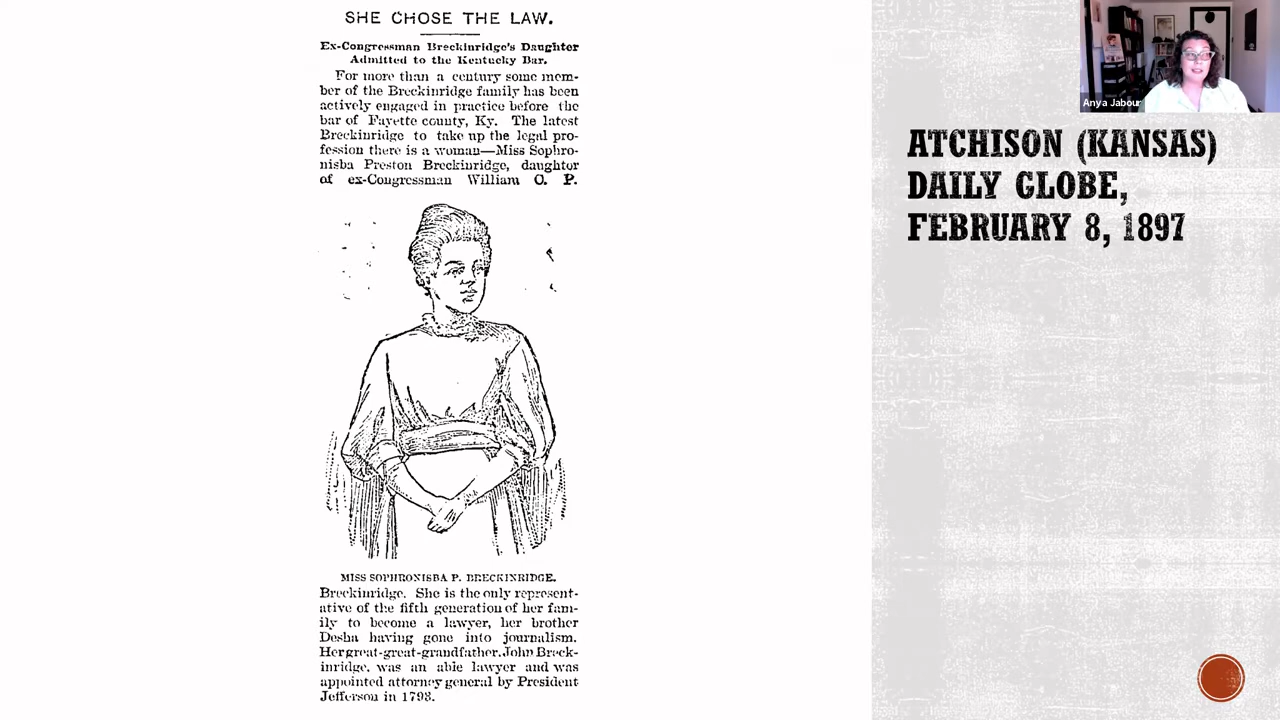 SHE CHOSE THE LAW.
Ex-Congressman Breckinridge's Daughter
Admitted to the Kentucky Bar.
For more than a century some mem-
ber of the Breckinridge family has been
actively engaged in practice before the
bar of Fayette county, Ky. The latest
Breckinridge to take up the legal pro-
fession there is a woman—Miss Sophro-
nisba Preston Breckinridge, daughter
of ex-Congressman William O. P.
MISS SOPHRONISBA P. BRECKINRIDGE.
Breckinridge. She is the only represent-
ative of the fifth generation of her fam-
ily to become a lawyer, her brother
Desha having gone into journalism.
Her great-great-grandfather, John Breck-
inridge, was an able lawyer and was
appointed attorney general by President
Jefferson in 1793.
Anya Jabour
ATCHISON (KANSAS)
DAILY GLOBE,
FEBRUARY 8, 1897